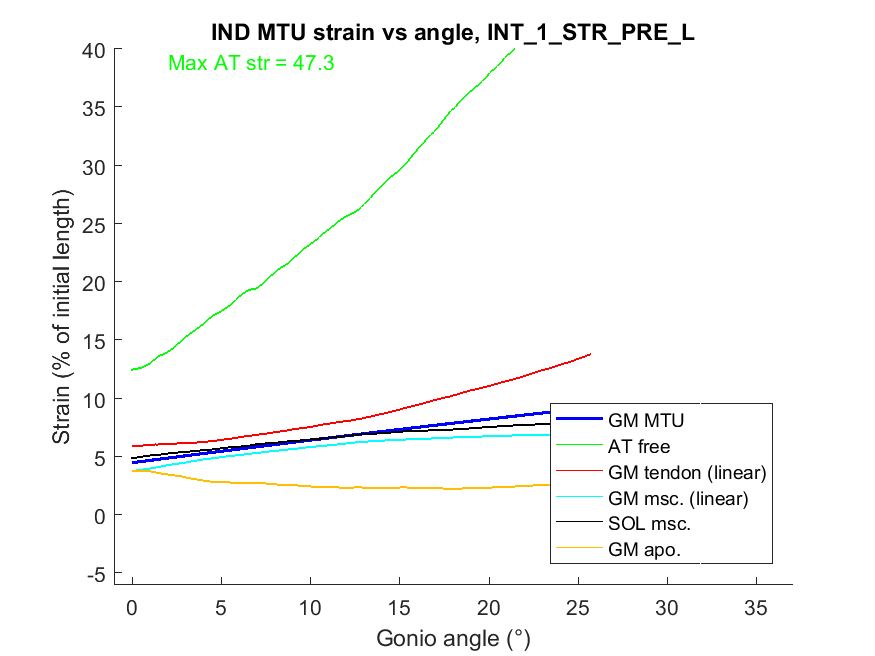 IND MTU strain vs angle, INT_1_STR_PRE_L
Max AT str = 47.3
Strain (% of initial length)
40
35
30
25
20
15
10
5
0
-5
0 5 10 15 20 25 30 35
Gonio angle (°)
GM MTU
AT free
GM tendon (linear)
GM msc. (linear)
SOL msc.
GM apo.